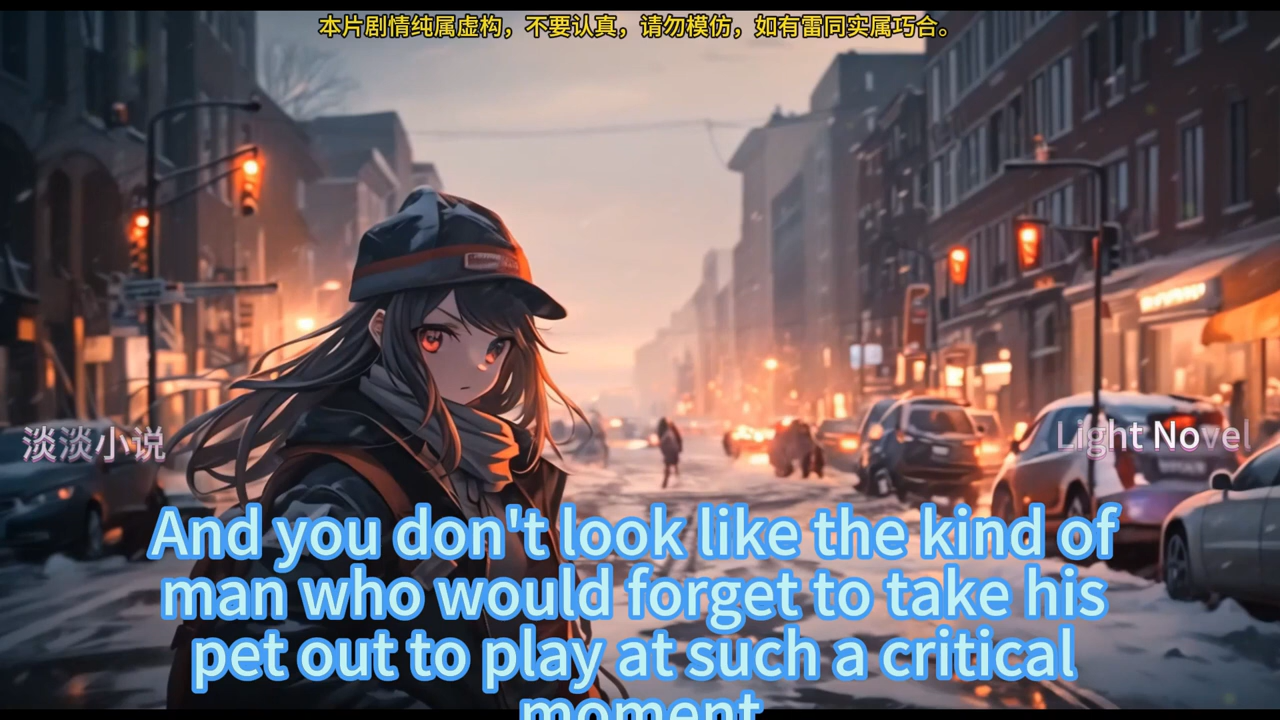 本片剧情纯属虚构，不要认真，请勿模仿，如有雷同实属巧合。
淡淡小说
Light Novel
And you don't look like the kind of
man who would forget to take his
pet out to play at such a critical
moment